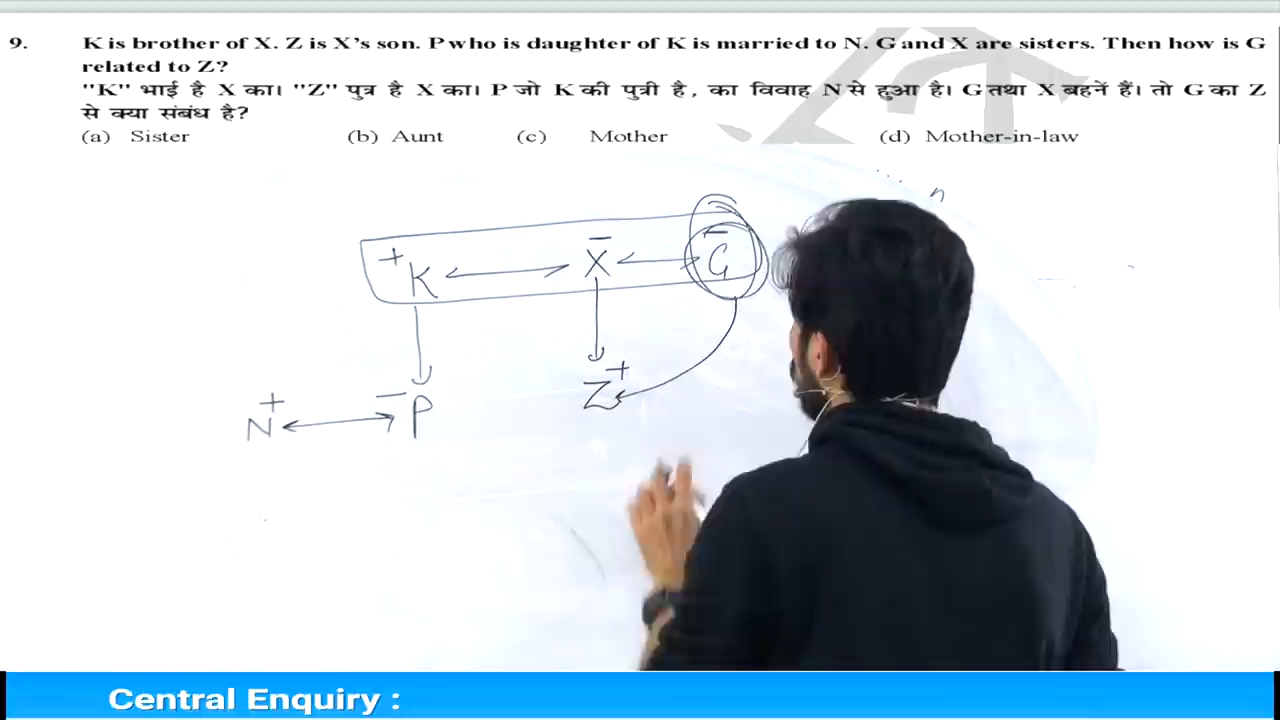 9. K is brother of X. Z is X's son. P who is daughter of K is married to N. G and X are sisters. Then how is G
related to Z?
"K" भाई है X का। "Z" पुत्र है X का। P जो K की पुत्री है, का विवाह N से हुआ है। G तथा X बहनें हैं। तो G का Z
से क्या संबंध है?
(a) Sister (b) Aunt (c) Mother (d) Mother-in-law
n
+ K – X – G
N + – P Z +
Central Enquiry :